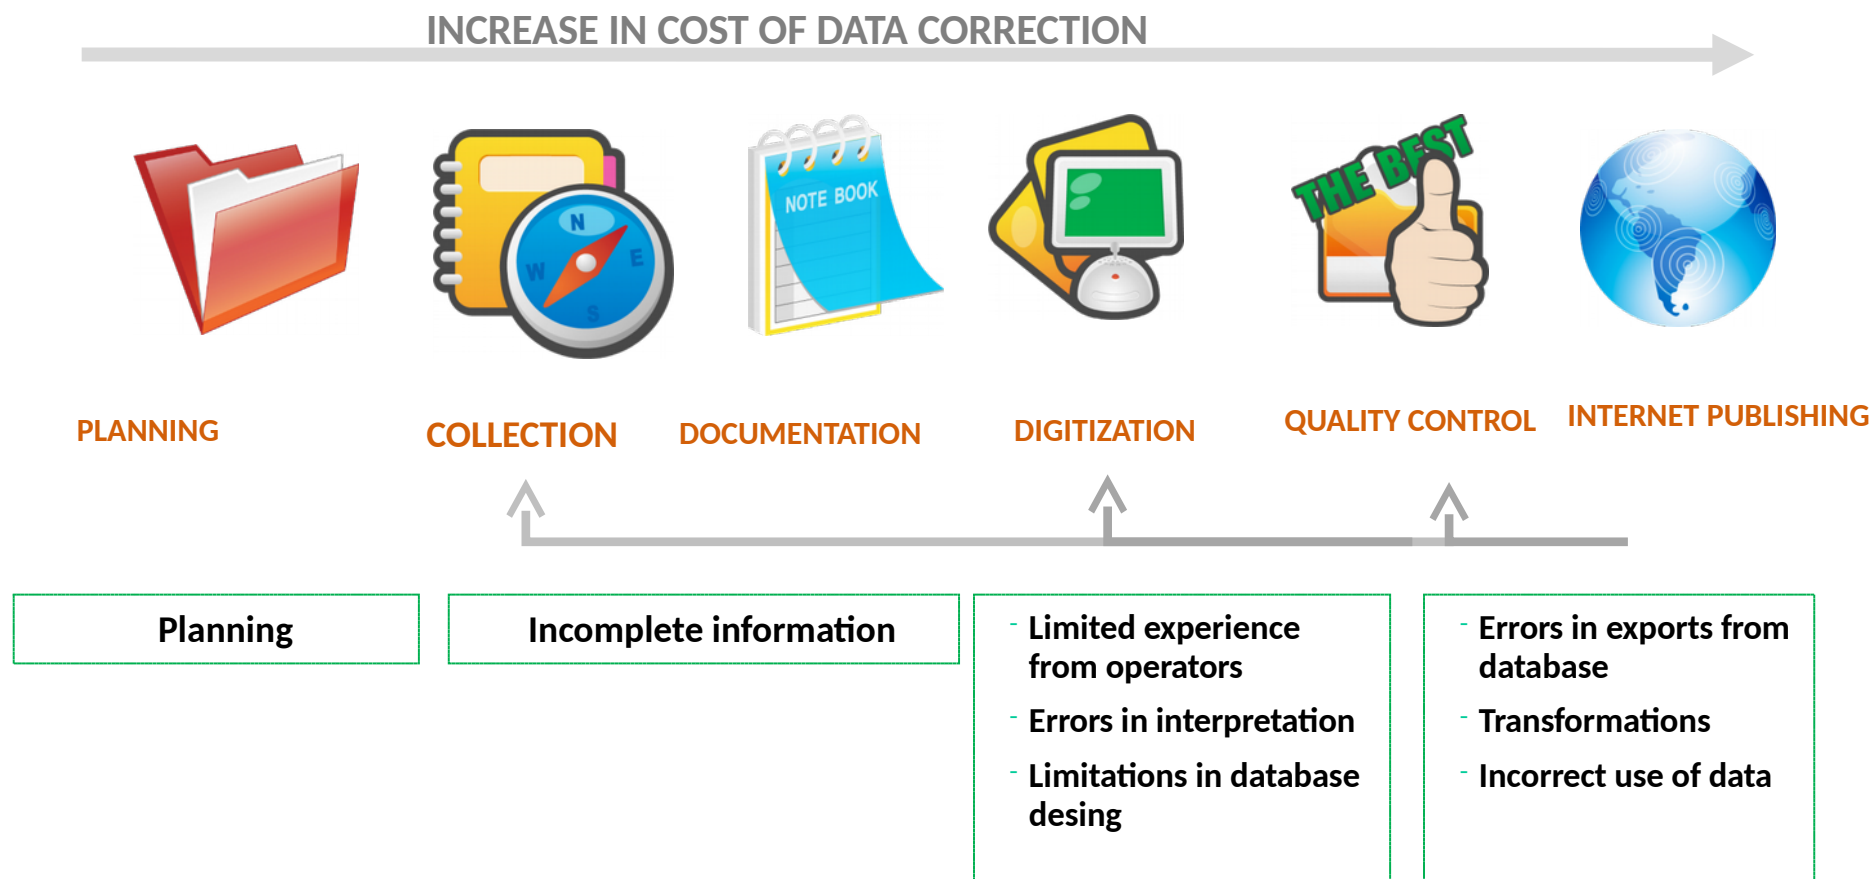 INCREASE IN COST OF DATA CORRECTION
THE BEST
NOTE BOOK
N
W E
S
PLANNING
COLLECTION
DOCUMENTATION
DIGITIZATION
QUALITY CONTROL
INTERNET PUBLISHING
Planning
Incomplete information
- Limited experience
from operators
- Errors in interpretation
- Limitations in database
desing
- Errors in exports from
database
- Transformations
- Incorrect use of data